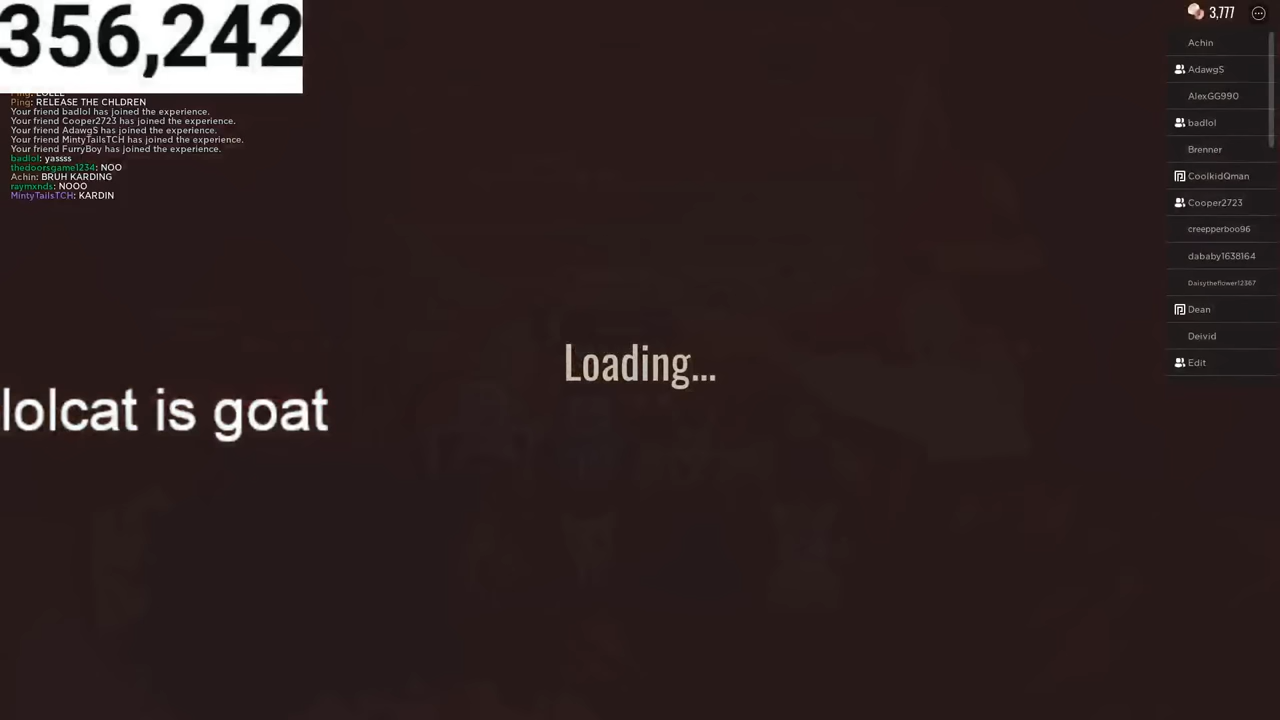 356,242
3,777
Ping: LOLLL
Ping: RELEASE THE CHLDREN
Your friend badlol has joined the experience.
Your friend Cooper2723 has joined the experience.
Your friend AdawgS has joined the experience.
Your friend MintyTailsTCH has joined the experience.
Your friend FurryBoy has joined the experience.
badlol: yassss
thedoorsgame1234: NOO
Achin: BRUH KARDING
raymxnds: NOOO
MintyTailsTCH: KARDIN
Loading...
lolcat is goat
Achin
AdawgS
AlexGG990
badlol
Brenner
CoolkidQman
Cooper2723
creepperboo96
dababy1638164
Daisytheflower12367
Dean
Deivid
Edit